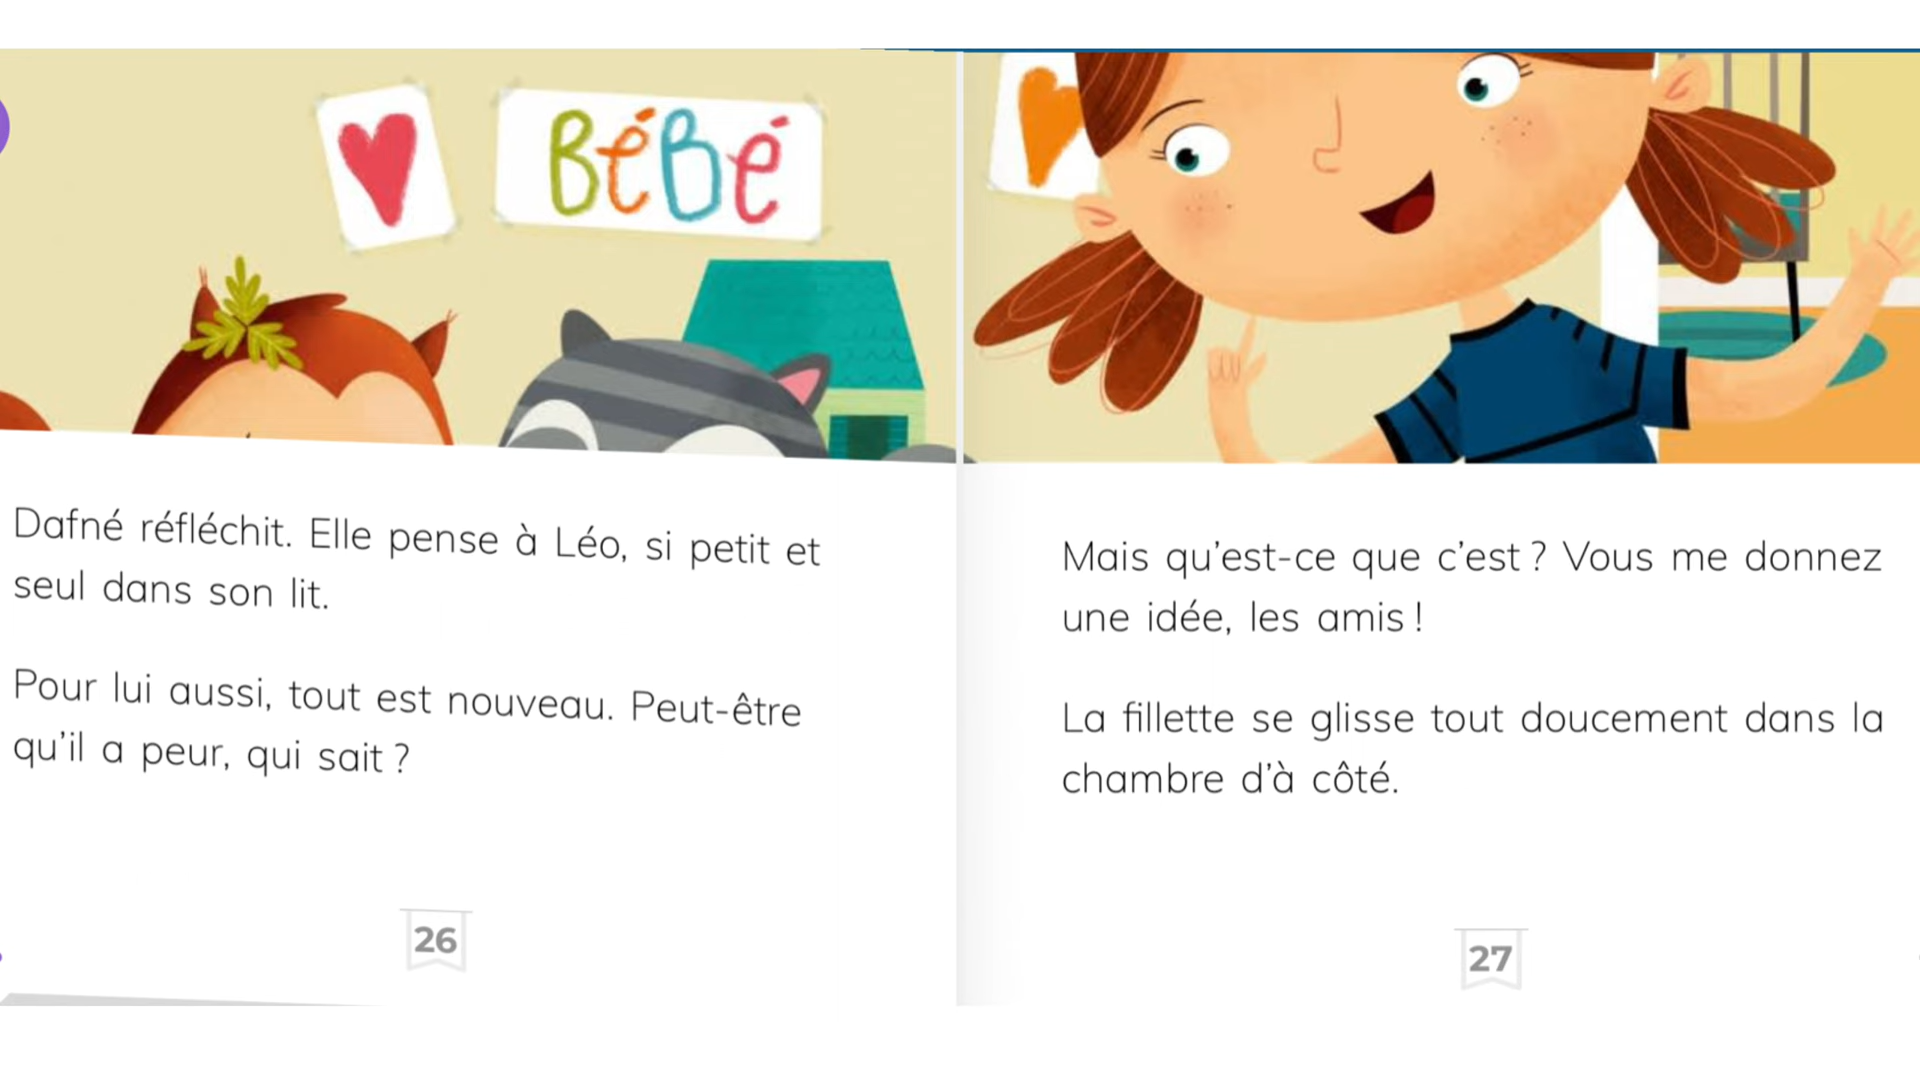 BéBé
Dafné réfléchit. Elle pense à Léo, si petit et
seul dans son lit.
Pour lui aussi, tout est nouveau. Peut-être
qu'il a peur, qui sait ?
26
Mais qu'est-ce que c'est ? Vous me donnez
une idée, les amis !
La fillette se glisse tout doucement dans la
chambre d'à côté.
27